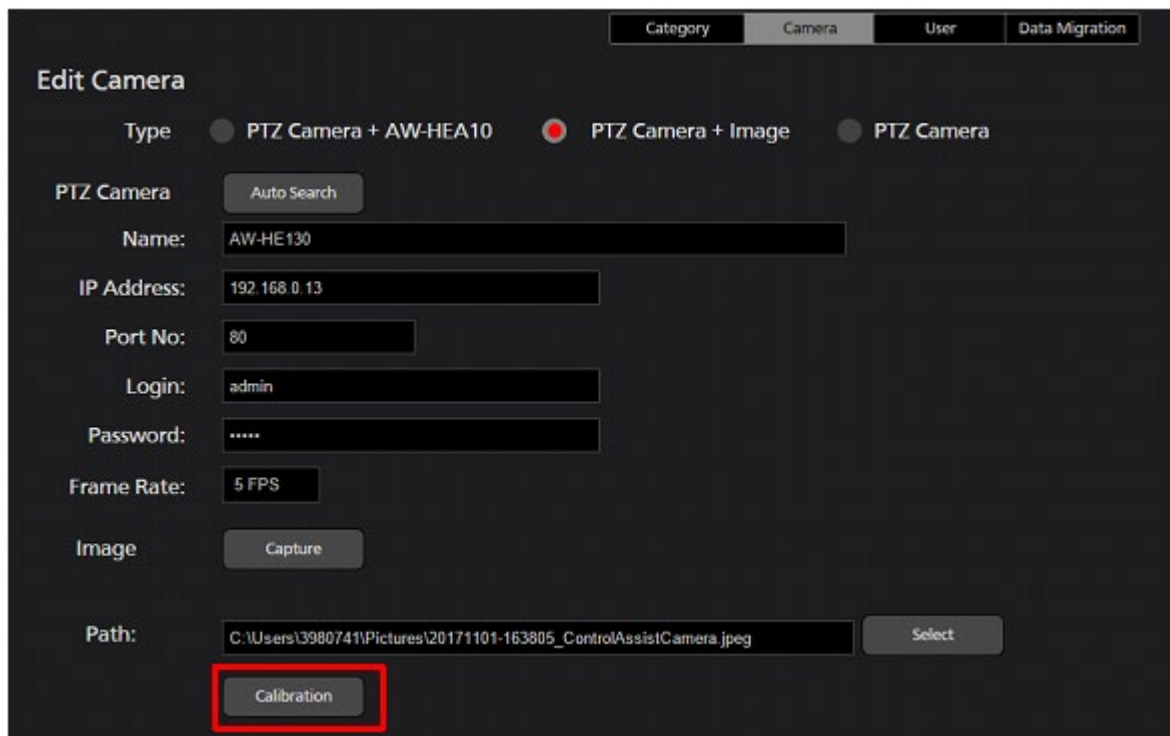 Category Camera User Data Migration
Edit Camera
Type PTZ Camera + AW-HEA10 PTZ Camera + Image PTZ Camera
PTZ Camera Auto Search
Name: AW-HE130
IP Address: 192.168.0.13
Port No: 80
Login: admin
Password: •••••
Frame Rate: 5 FPS
Image Capture
Path: C:\Users\3980741\Pictures\20171101-163805_ControlAssistCamera.jpeg Select
Calibration